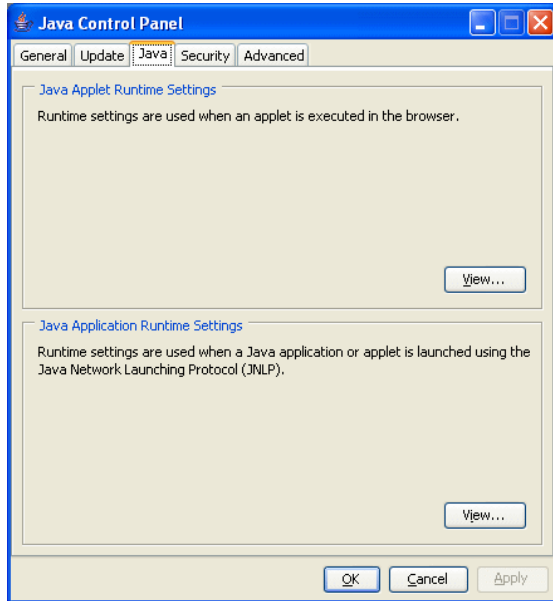 Java Control Panel
General Update Java Security Advanced
Java Applet Runtime Settings
Runtime settings are used when an applet is executed in the browser.
View...
Java Application Runtime Settings
Runtime settings are used when a Java application or applet is launched using the
Java Network Launching Protocol (JNLP).
View...
OK Cancel Apply